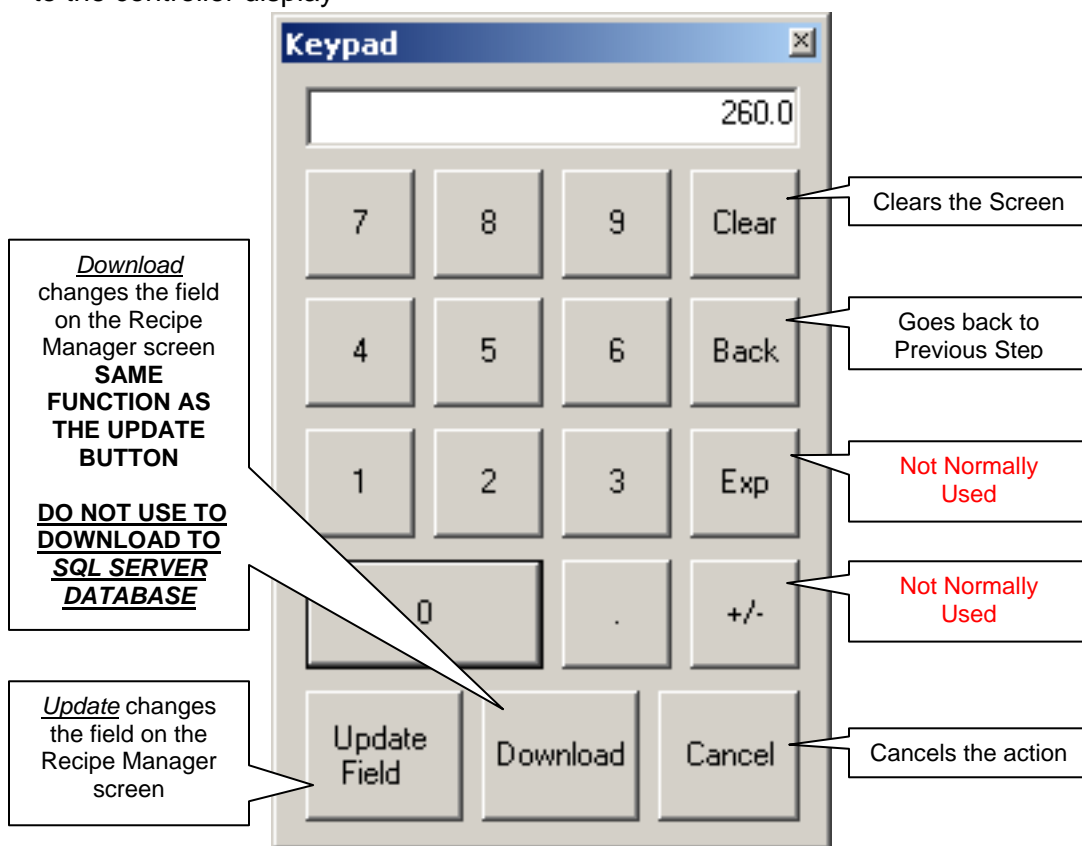 to the controller display
Keypad
260.0
7 8 9 Clear
4 5 6 Back
1 2 3 Exp
0 . +/-
Update
Field
Download
Cancel
Clears the Screen
Goes back to
Previous Step
Not Normally
Used
Not Normally
Used
Cancels the action
Download
changes the field
on the Recipe
Manager screen
SAME
FUNCTION AS
THE UPDATE
BUTTON
DO NOT USE TO
DOWNLOAD TO
SQL SERVER
DATABASE
Update changes
the field on the
Recipe Manager
screen